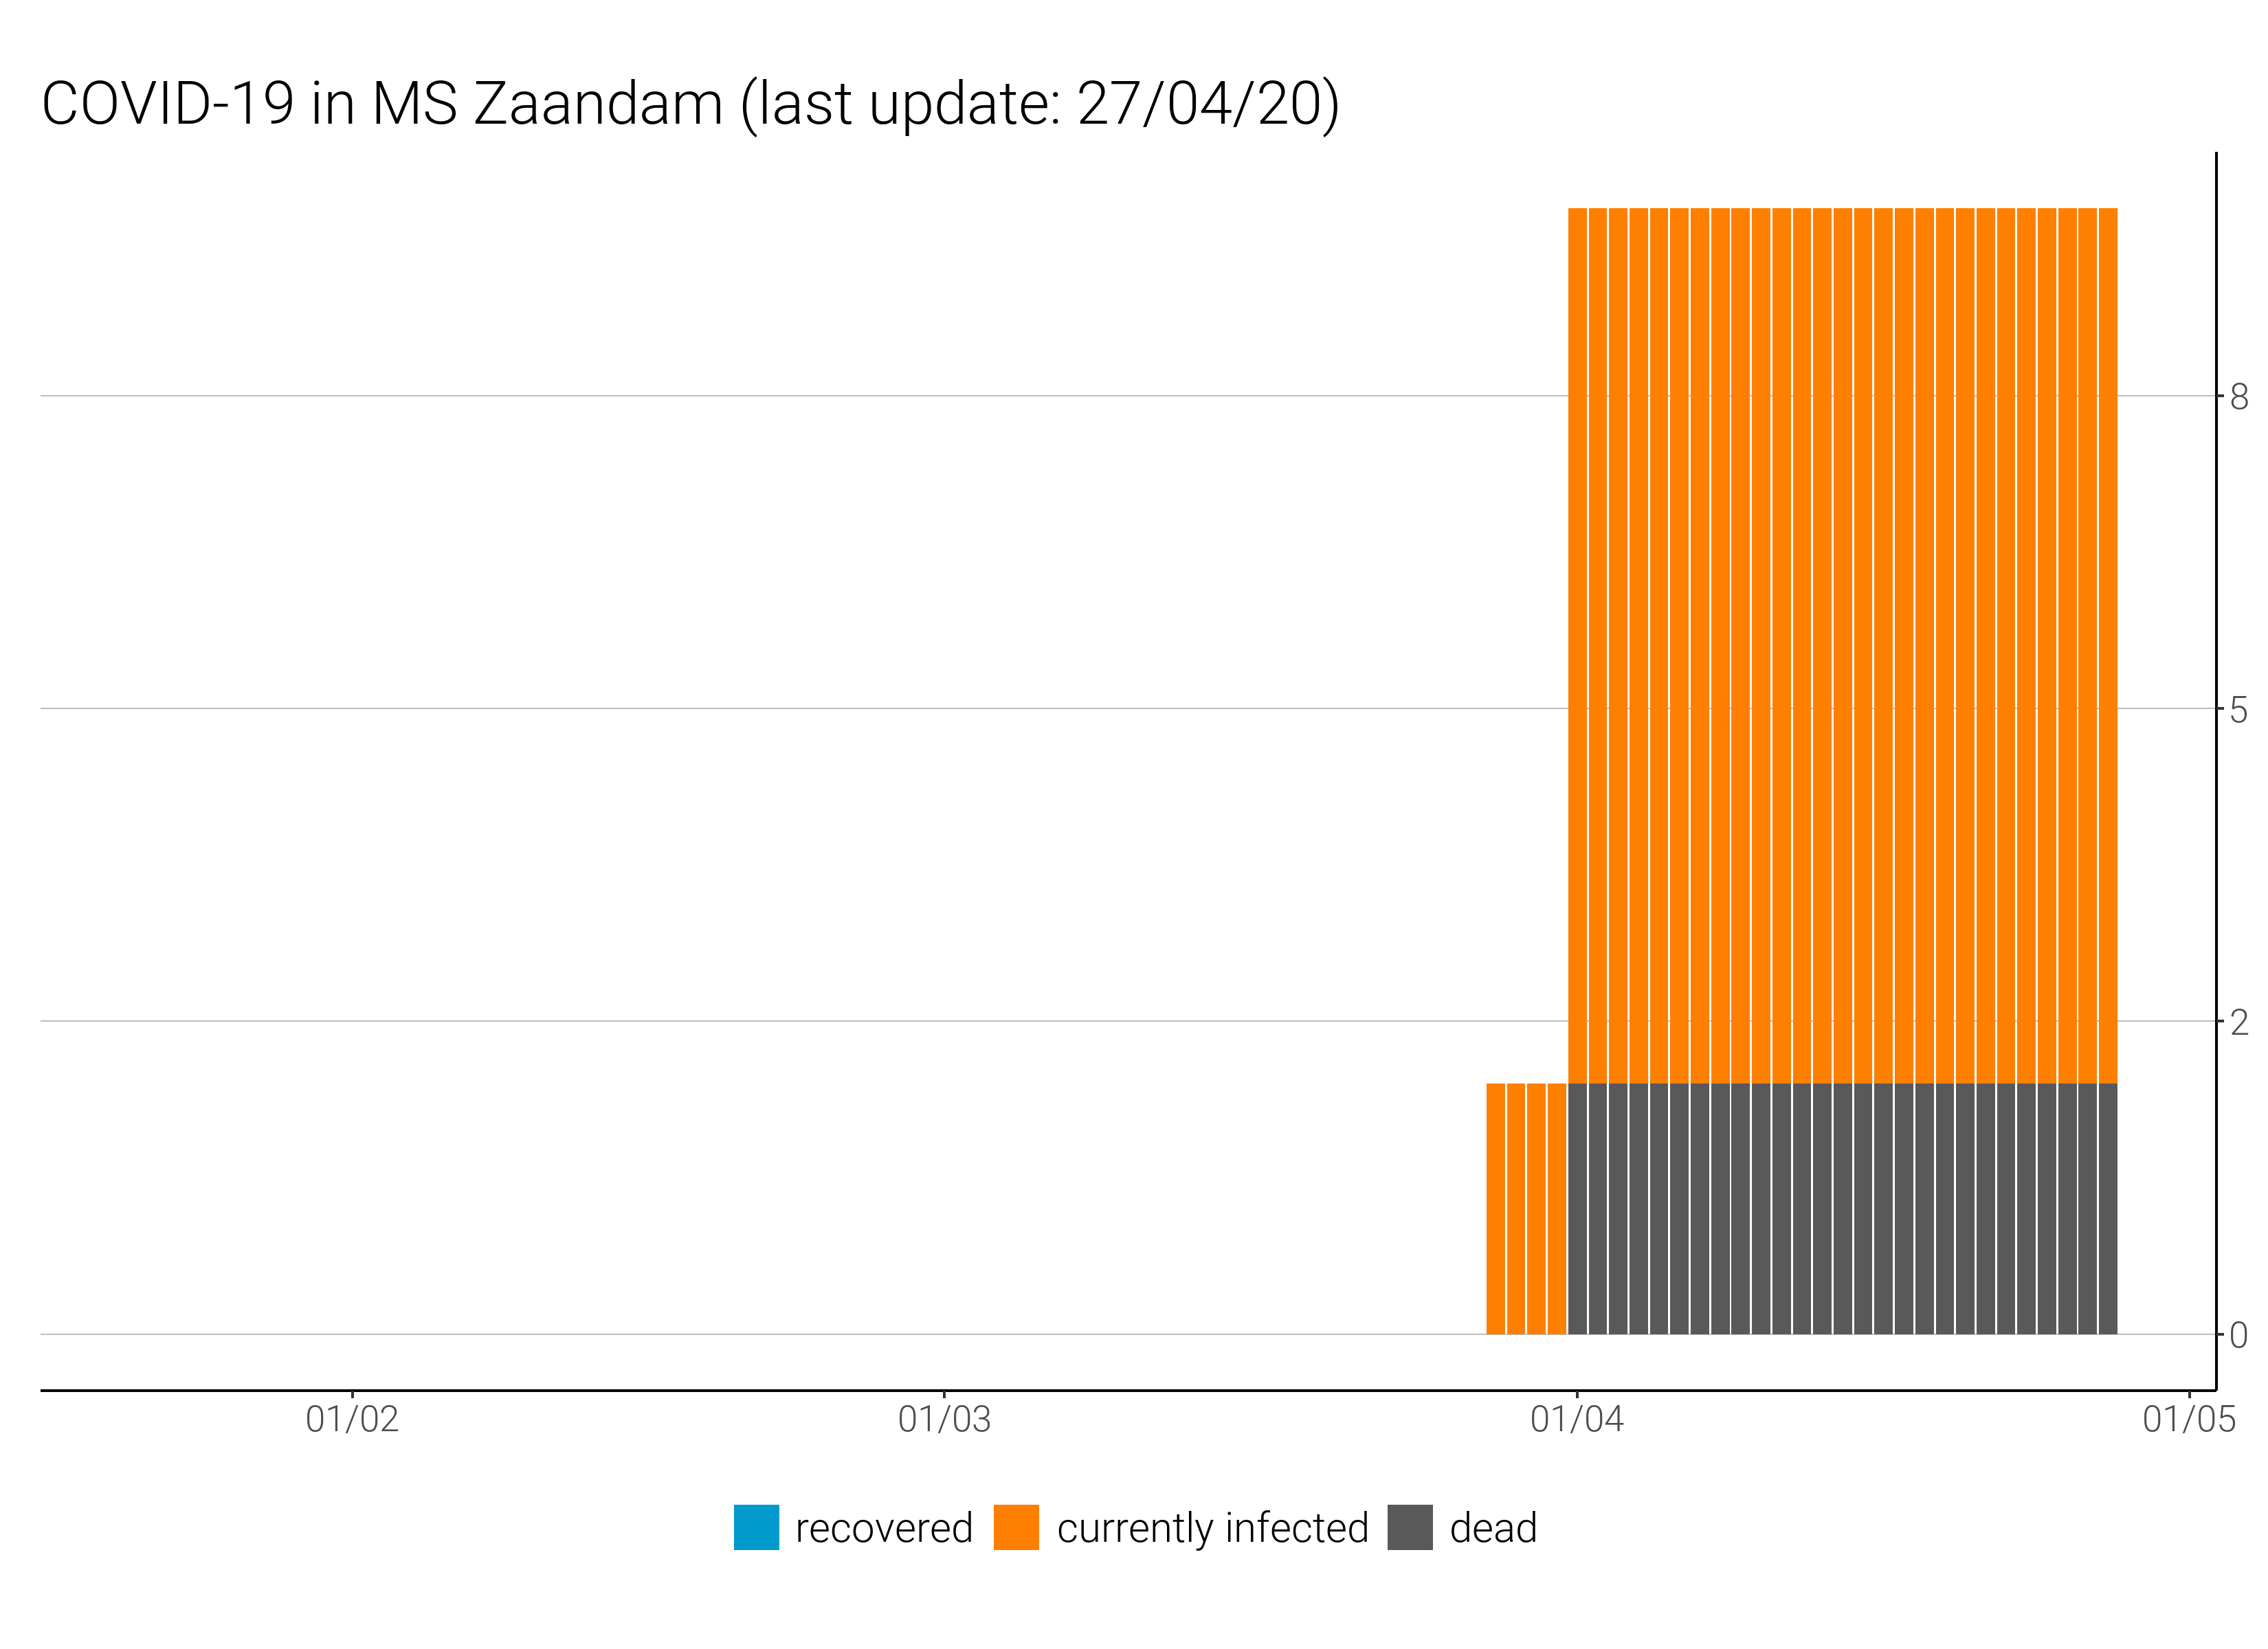 COVID-19 in MS Zaandam (last update: 27/04/20)
8
5
2
0
01/02 01/03 01/04 01/05
recovered currently infected dead